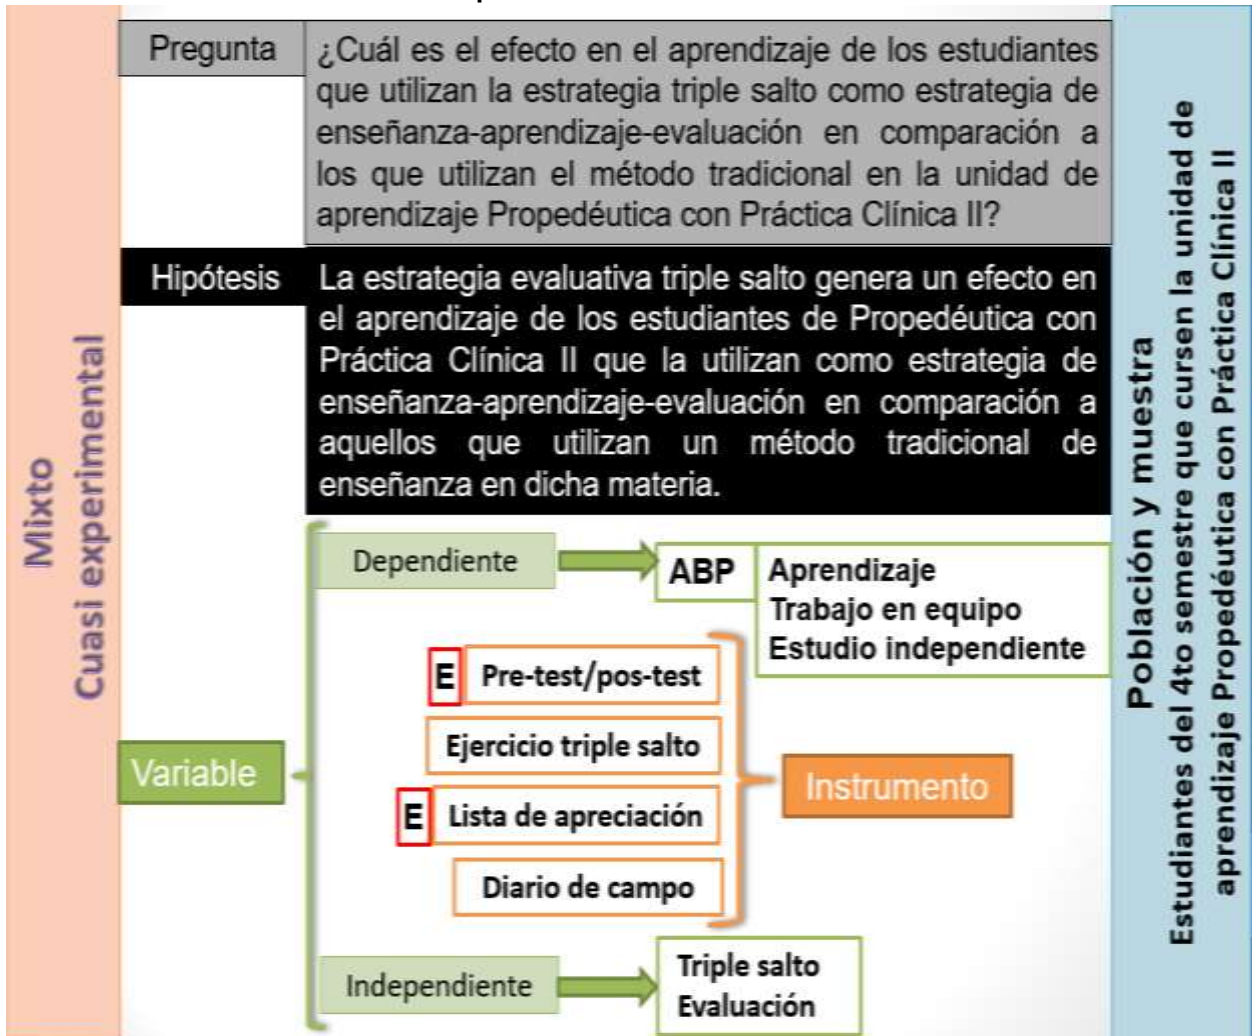 Mixto
Cuasi experimental
Pregunta
¿Cuál es el efecto en el aprendizaje de los estudiantes
que utilizan la estrategia triple salto como estrategia de
enseñanza-aprendizaje-evaluación en comparación a
los que utilizan el método tradicional en la unidad de
aprendizaje Propedéutica con Práctica Clínica II?
Hipótesis
La estrategia evaluativa triple salto genera un efecto en
el aprendizaje de los estudiantes de Propedéutica con
Práctica Clínica II que la utilizan como estrategia de
enseñanza-aprendizaje-evaluación en comparación a
aquellos que utilizan un método tradicional de
enseñanza en dicha materia.
Variable
Dependiente
ABP
Aprendizaje
Trabajo en equipo
Estudio independiente
E Pre-test/pos-test
Ejercicio triple salto
E Lista de apreciación
Diario de campo
Instrumento
Independiente
Triple salto
Evaluación
Población y muestra
Estudiantes del 4to semestre que cursen la unidad de
aprendizaje Propedéutica con Práctica Clínica II